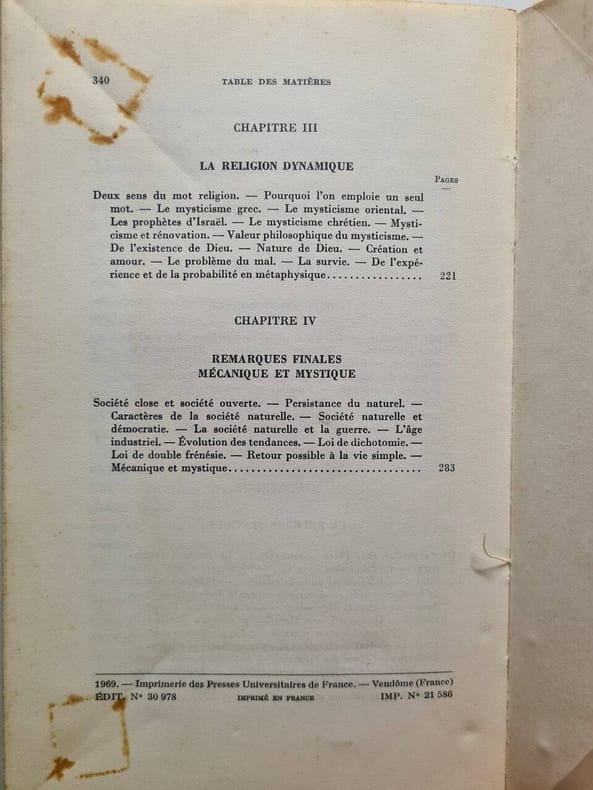 340
TABLE DES MATIÈRES
CHAPITRE III
LA RELIGION DYNAMIQUE
PAGES
Deux sens du mot religion. — Pourquoi l'on emploie un seul
mot. — Le mysticisme grec. — Le mysticisme oriental. —
Les prophètes d'Israël. — Le mysticisme chrétien. — Mysti-
cisme et rénovation. — Valeur philosophique du mysticisme. —
De l'existence de Dieu. — Nature de Dieu. — Création et
amour. — Le problème du mal. — La survie. — De l'expé-
rience et de la probabilité en métaphysique................. 221
CHAPITRE IV
REMARQUES FINALES
MÉCANIQUE ET MYSTIQUE
Société close et société ouverte. — Persistance du naturel. —
Caractères de la société naturelle. — Société naturelle et
démocratie. — La société naturelle et la guerre. — L'âge
industriel. — Évolution des tendances. — Loi de dichotomie. —
Loi de double frénésie. — Retour possible à la vie simple. —
Mécanique et mystique.................................. 283
1969. — Imprimerie des Presses Universitaires de France. — Vendôme (France)
ÉDIT. N° 30 978 IMPRIMÉ EN FRANCE IMP. N° 21 586